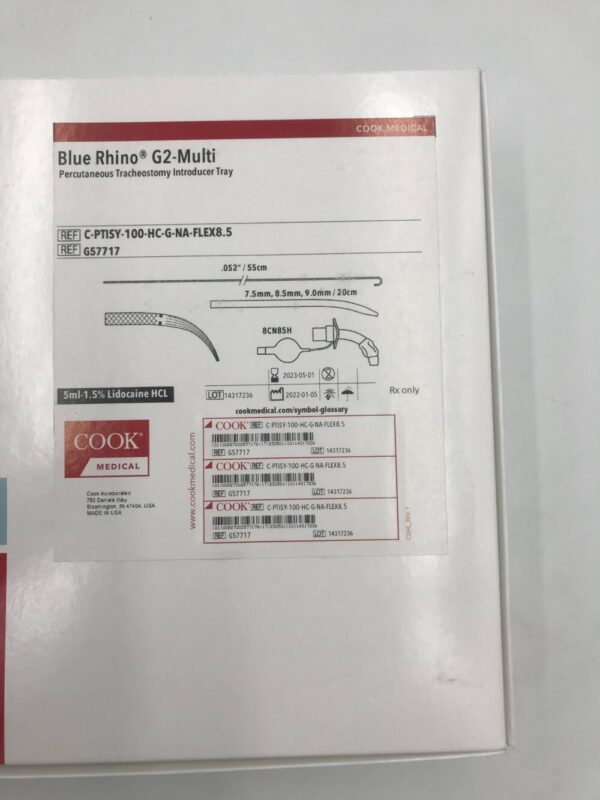 COOK MEDICAL
Blue Rhino® G2-Multi
Percutaneous Tracheostomy Introducer Tray
REF C-PTISY-100-HC-G-NA-FLEX8.5
REF G57717
.052" / 55cm
7.5mm, 8.5mm, 9.0mm / 20cm
8CN85H
2023-05-01
5ml-1.5% Lidocaine HCL
LOT 14317236
2022-01-05
Rx only
cookmedical.com/symbol-glossary
COOK®
MEDICAL
Cook Incorporated
750 Daniels Way
Bloomington, IN 47404, USA
MADE IN USA
www.cookmedical.com
COOK® REF C-PTISY-100-HC-G-NA-FLEX8.5
REF G57717 LOT 14317236
COOK® REF C-PTISY-100-HC-G-NA-FLEX8.5
REF G57717 LOT 14317236
COOK® REF C-PTISY-100-HC-G-NA-FLEX8.5
REF G57717 LOT 14317236